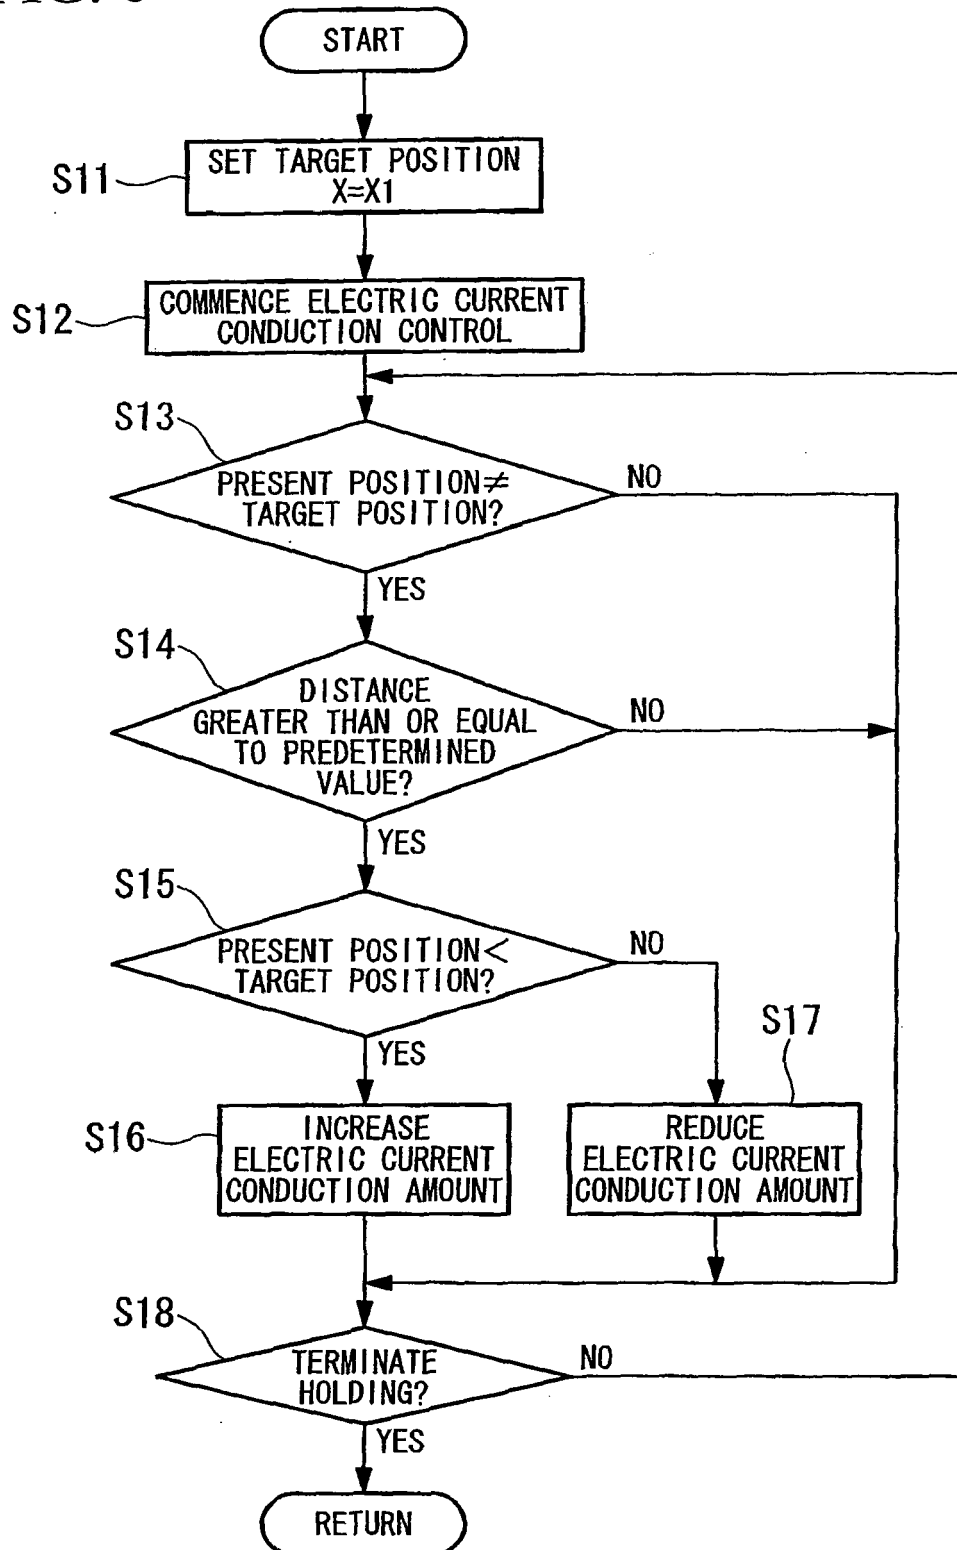 START
S11
SET TARGET POSITION
X=X1
S12
COMMENCE ELECTRIC CURRENT
CONDUCTION CONTROL
S13
PRESENT POSITION≠
TARGET POSITION?
NO
YES
S14
DISTANCE
GREATER THAN OR EQUAL
TO PREDETERMINED
VALUE?
NO
YES
S15
PRESENT POSITION<
TARGET POSITION?
NO
YES
S16
INCREASE
ELECTRIC CURRENT
CONDUCTION AMOUNT
S17
REDUCE
ELECTRIC CURRENT
CONDUCTION AMOUNT
S18
TERMINATE
HOLDING?
NO
YES
RETURN